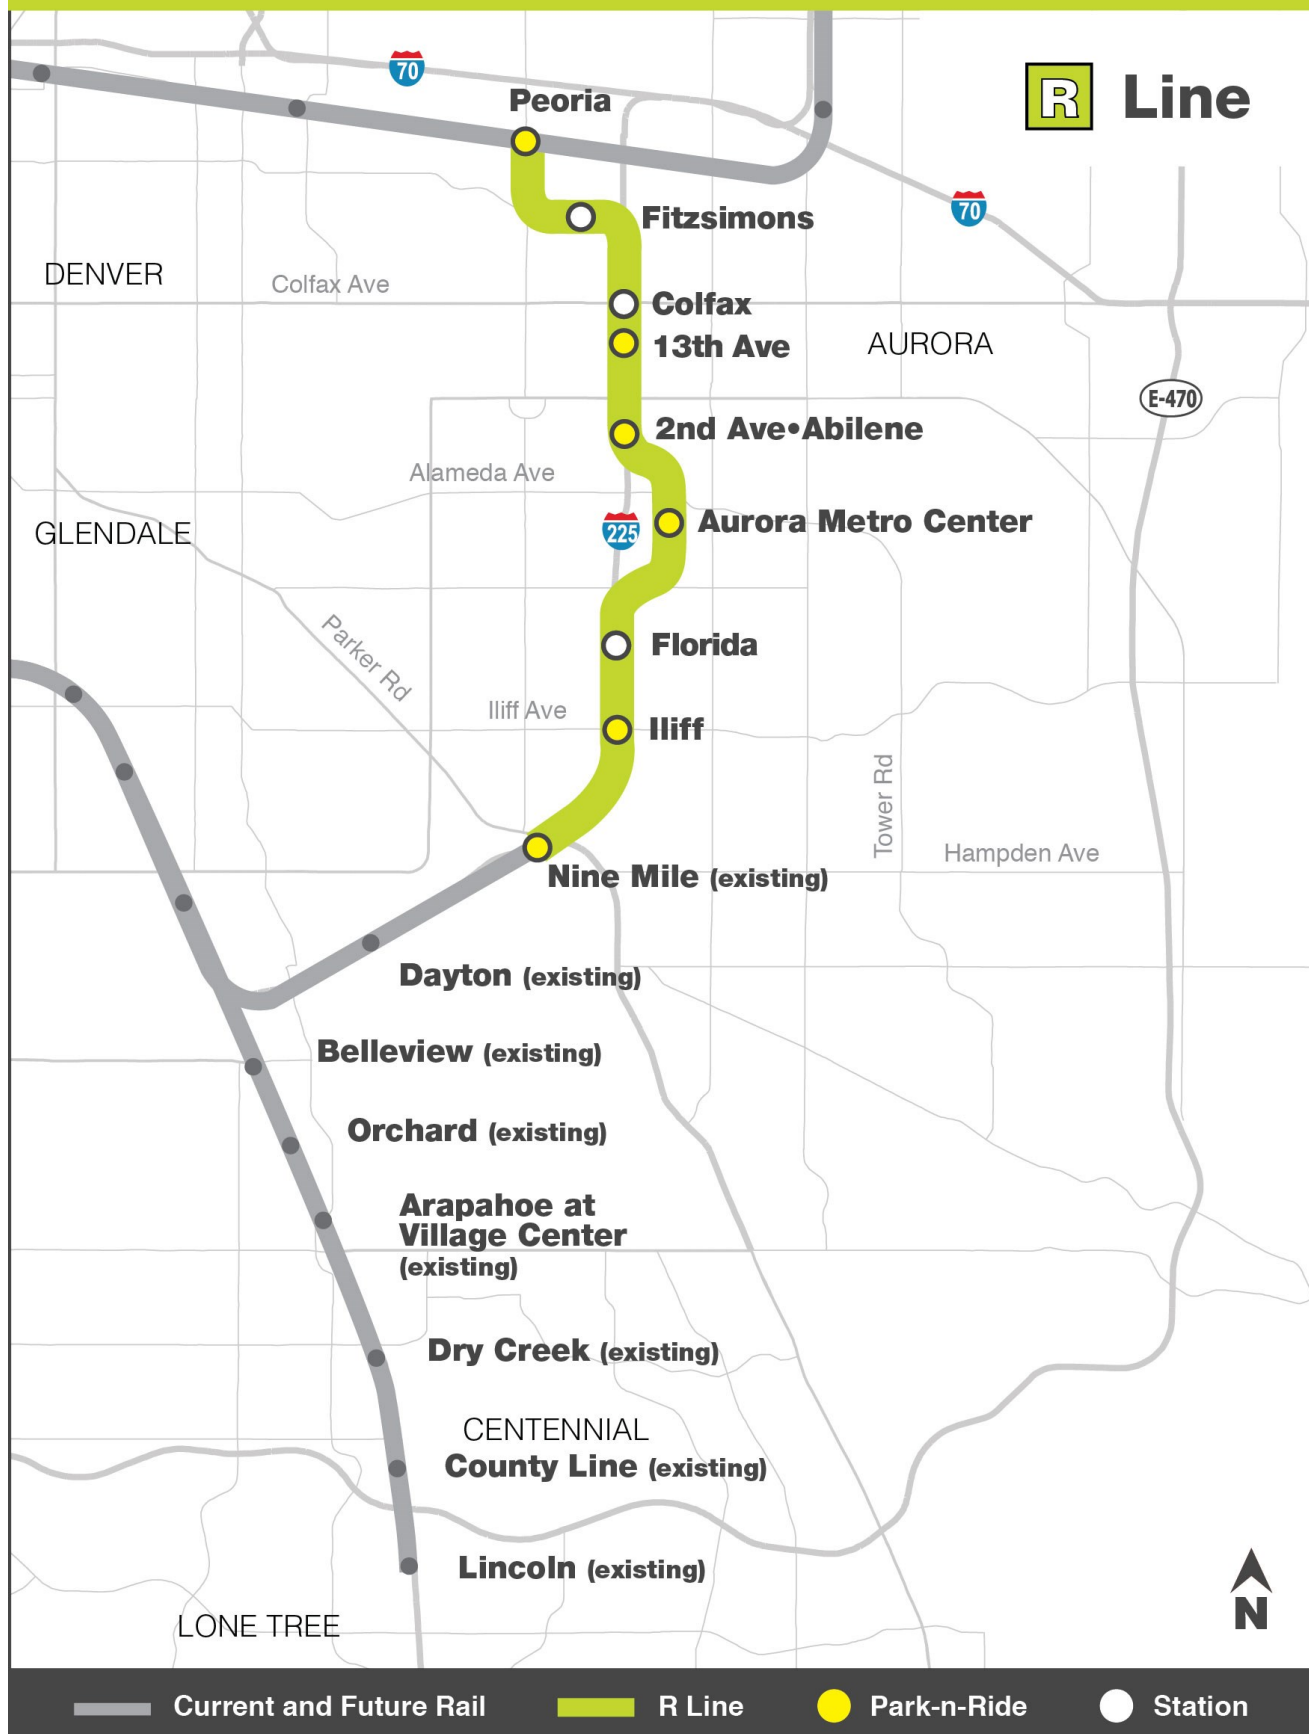 R Line
70
Peoria
70
Fitzsimons
DENVER
Colfax Ave
Colfax
13th Ave
AURORA
E-470
2nd Ave•Abilene
Alameda Ave
GLENDALE
225
Aurora Metro Center
Parker Rd
Florida
Iliff Ave
Iliff
Tower Rd
Hampden Ave
Nine Mile (existing)
Dayton (existing)
Belleview (existing)
Orchard (existing)
Arapahoe at
Village Center
(existing)
Dry Creek (existing)
CENTENNIAL
County Line (existing)
Lincoln (existing)
LONE TREE
N
Current and Future Rail
R Line
Park-n-Ride
Station